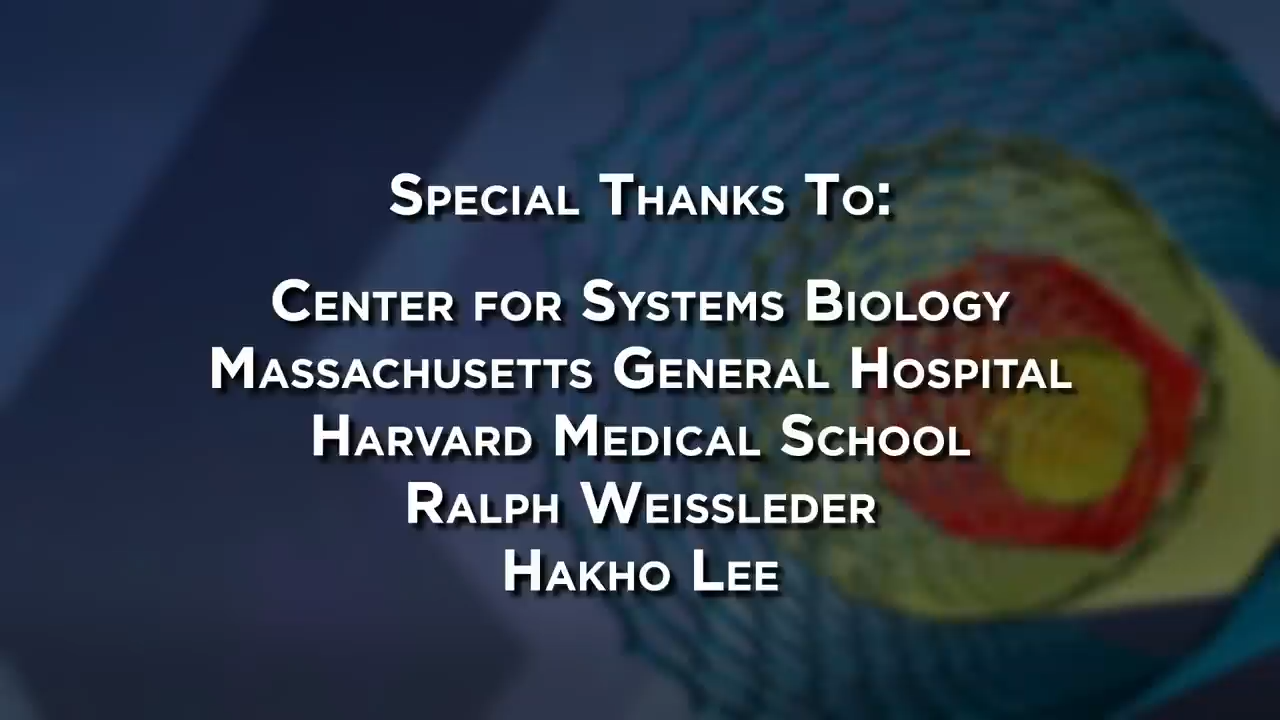 Special Thanks To:
Center for Systems Biology
Massachusetts General Hospital
Harvard Medical School
Ralph Weissleder
Hakho Lee